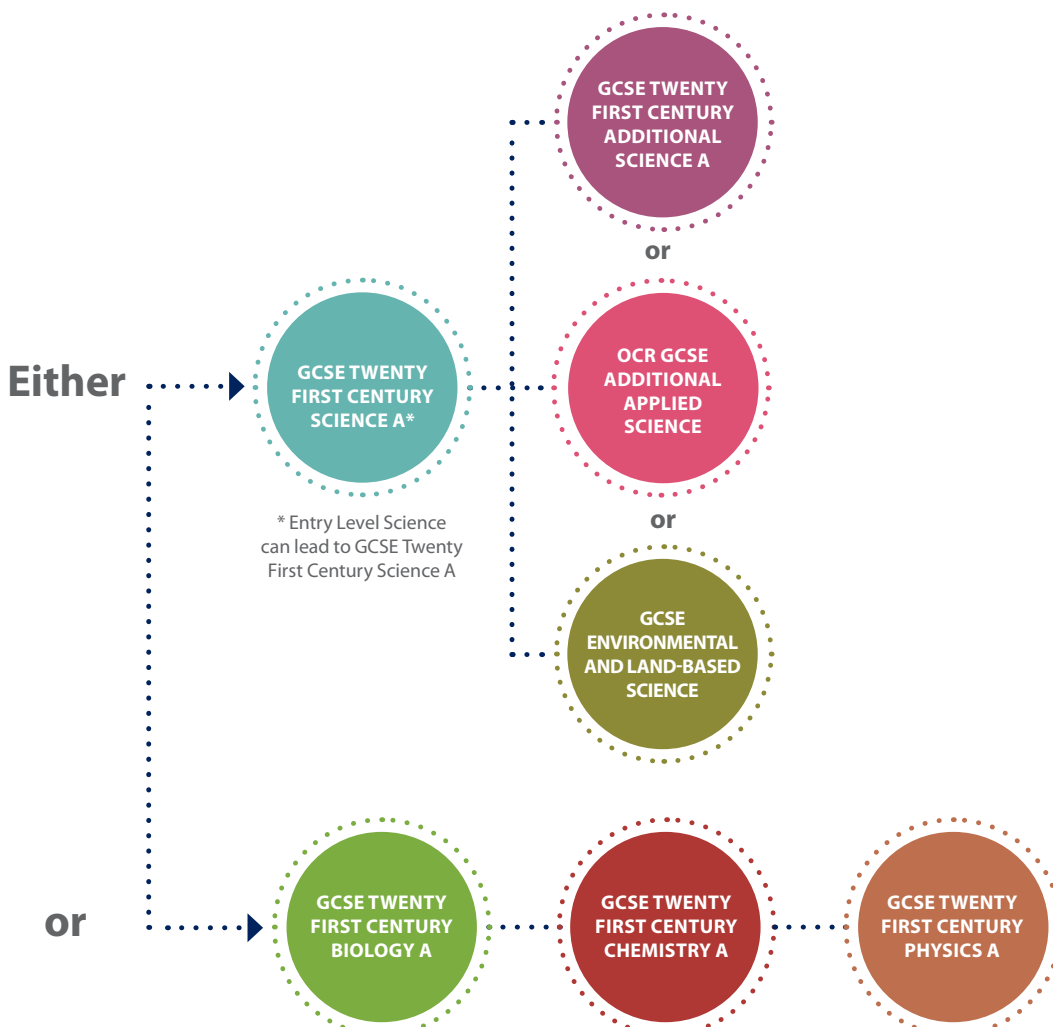 GCSE TWENTY
FIRST CENTURY
ADDITIONAL
SCIENCE A
or
Either
GCSE TWENTY
FIRST CENTURY
SCIENCE A*
OCR GCSE
ADDITIONAL
APPLIED
SCIENCE
* Entry Level Science
can lead to GCSE Twenty
First Century Science A
or
GCSE
ENVIRONMENTAL
AND LAND-BASED
SCIENCE
or
GCSE TWENTY
FIRST CENTURY
BIOLOGY A
GCSE TWENTY
FIRST CENTURY
CHEMISTRY A
GCSE TWENTY
FIRST CENTURY
PHYSICS A